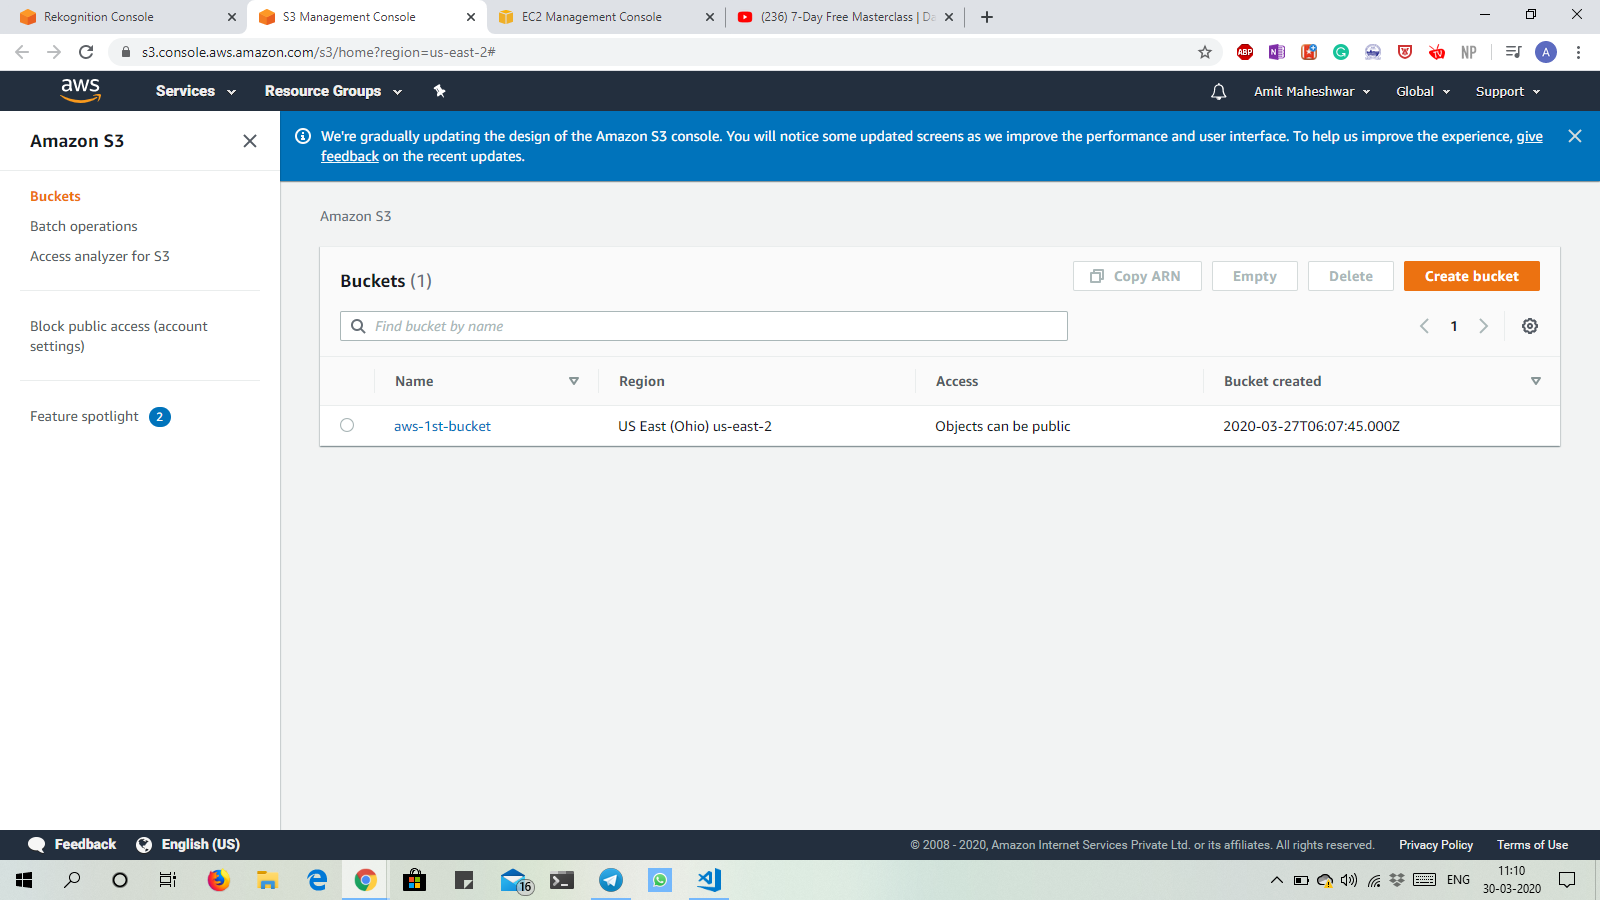 Rekognition Console
S3 Management Console
EC2 Management Console
(236) 7-Day Free Masterclass | Da
s3.console.aws.amazon.com/s3/home?region=us-east-2#
ABP
N
G
TV
NP
A
aws
Services
Resource Groups
Amit Maheshwar
Global
Support
Amazon S3
We're gradually updating the design of the Amazon S3 console. You will notice some updated screens as we improve the performance and user interface. To help us improve the experience, give
feedback on the recent updates.
Buckets
Batch operations
Access analyzer for S3
Block public access (account
settings)
Feature spotlight 2
Amazon S3
Buckets (1)
Copy ARN
Empty
Delete
Create bucket
Find bucket by name
1
Name
Region
Access
Bucket created
aws-1st-bucket
US East (Ohio) us-east-2
Objects can be public
2020-03-27T06:07:45.000Z
Feedback
English (US)
© 2008 - 2020, Amazon Internet Services Private Ltd. or its affiliates. All rights reserved.
Privacy Policy
Terms of Use
16
ENG
11:10
30-03-2020